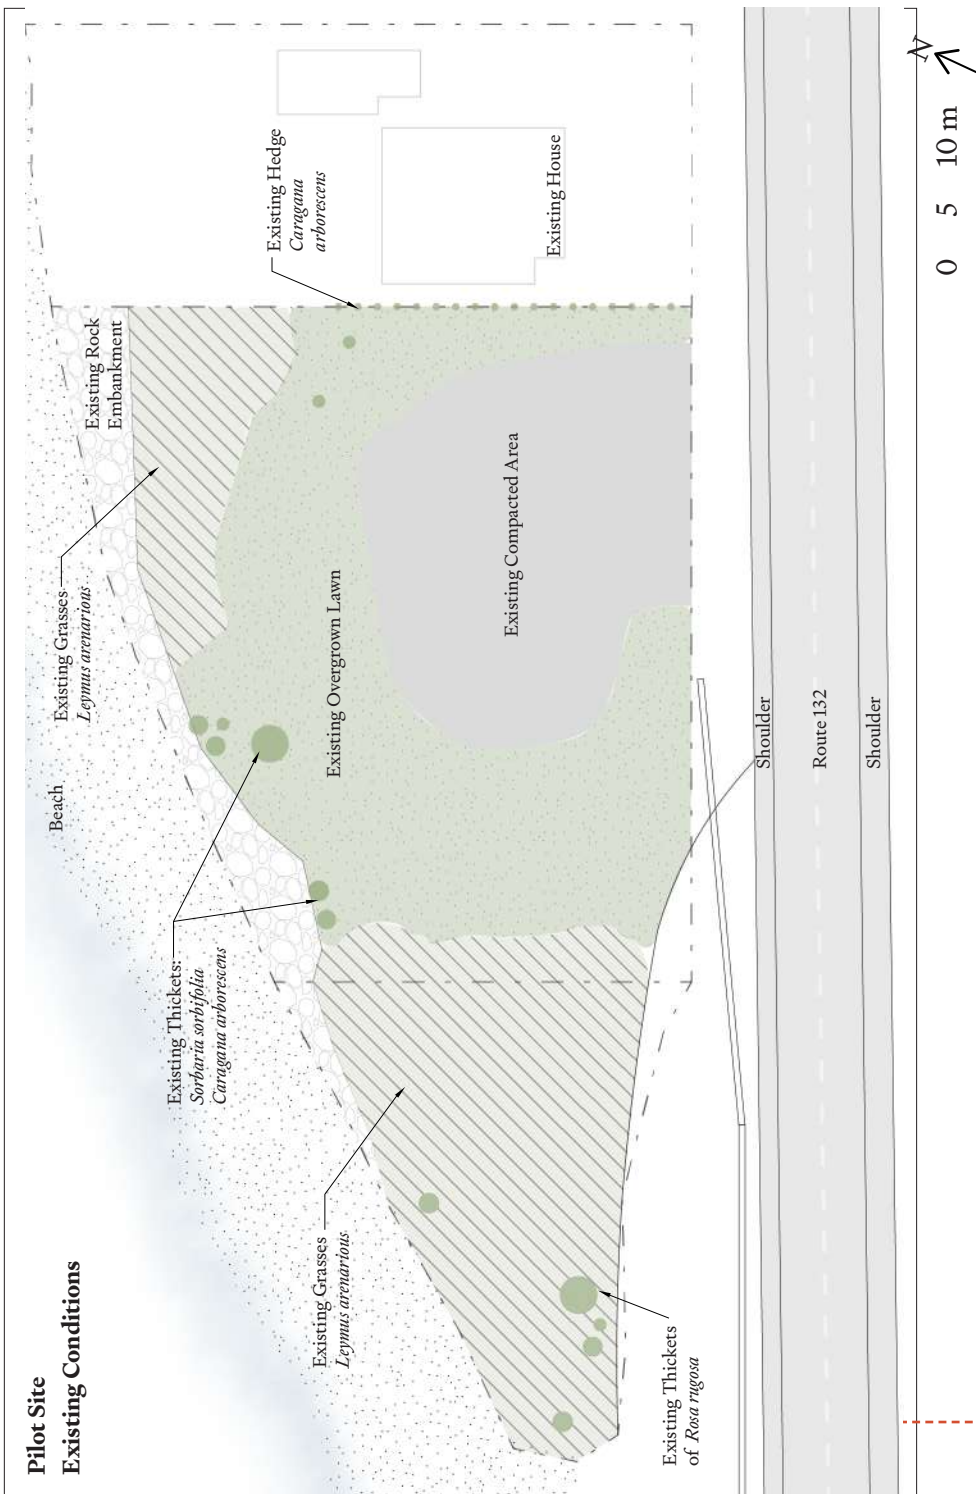 Pilot Site
Existing Conditions
Beach
Existing Grasses
Leymus arenarious
Existing Rock
Embankment
Existing Thickets:
Sorbaria sorbifolia
Caragana arborescens
Existing Hedge
Caragana
arborescens
Existing Grasses
Leymus arenarious
Existing Overgrown Lawn
Existing Compacted Area
Existing House
Existing Thickets
of Rosa rugosa
Shoulder
Route 132
Shoulder
N
0 5 10 m